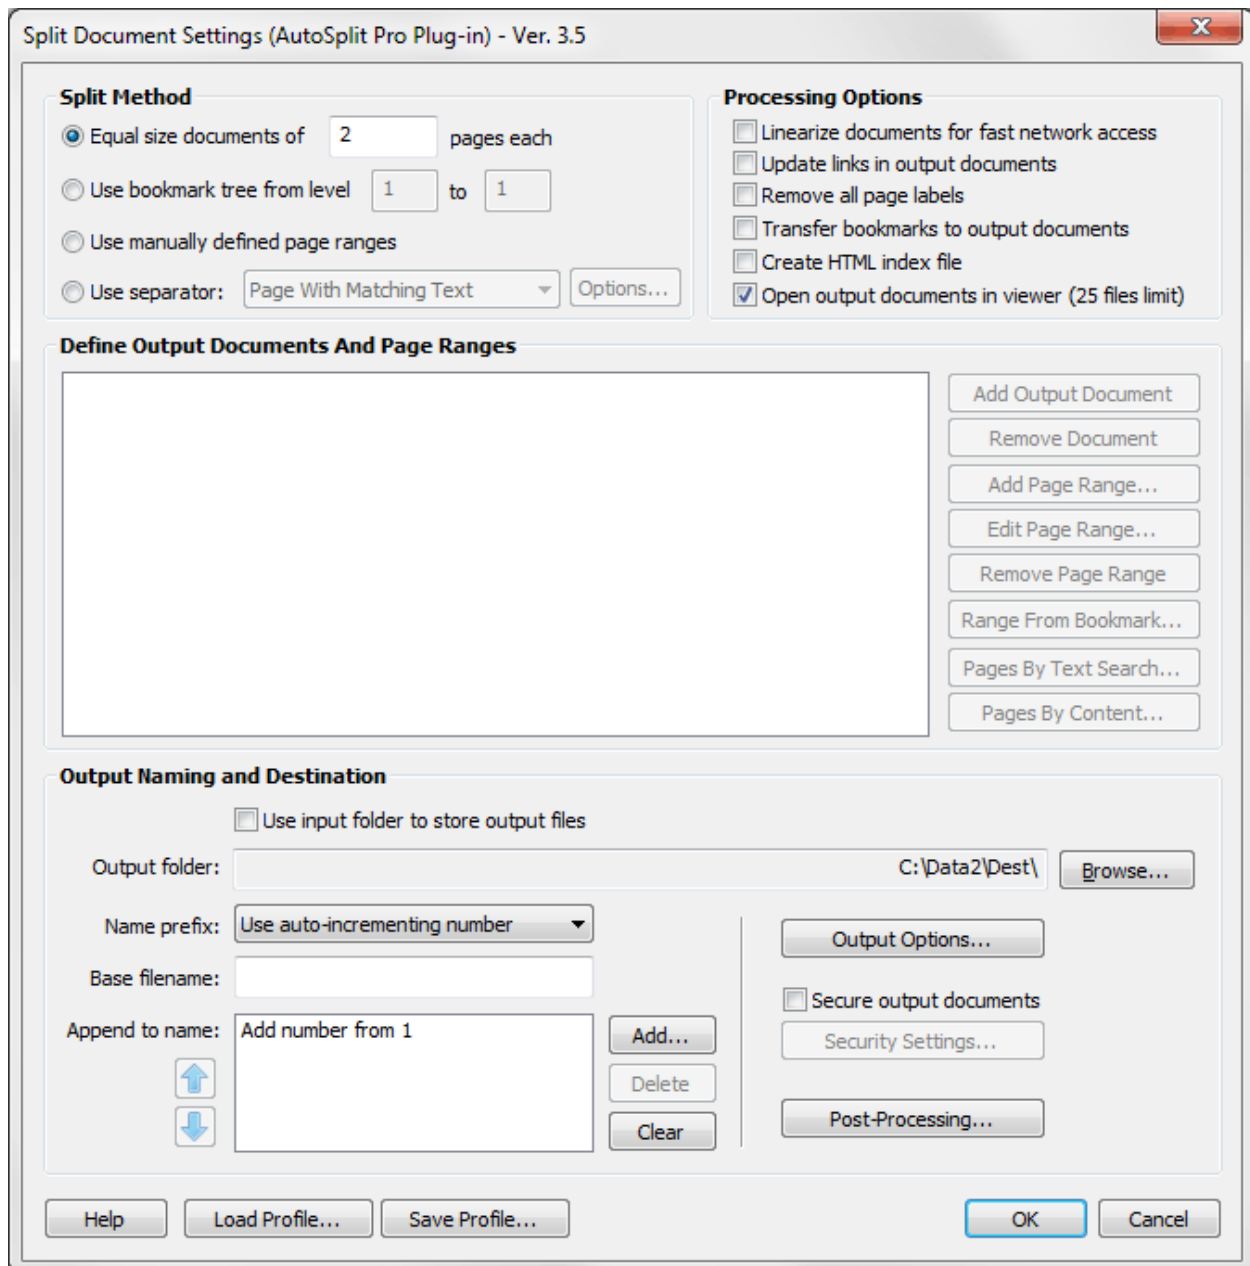 Split Document Settings (AutoSplit Pro Plug-in) - Ver. 3.5
Split Method
Equal size documents of 2 pages each
Use bookmark tree from level 1 to 1
Use manually defined page ranges
Use separator: Page With Matching Text Options...
Processing Options
Linearize documents for fast network access
Update links in output documents
Remove all page labels
Transfer bookmarks to output documents
Create HTML index file
Open output documents in viewer (25 files limit)
Define Output Documents And Page Ranges
Add Output Document
Remove Document
Add Page Range...
Edit Page Range...
Remove Page Range
Range From Bookmark...
Pages By Text Search...
Pages By Content...
Output Naming and Destination
Use input folder to store output files
Output folder: C:\Data2\Dest\ Browse...
Name prefix: Use auto-incrementing number
Base filename:
Append to name: Add number from 1
Add...
Delete
Clear
Output Options...
Secure output documents
Security Settings...
Post-Processing...
Help Load Profile... Save Profile... OK Cancel